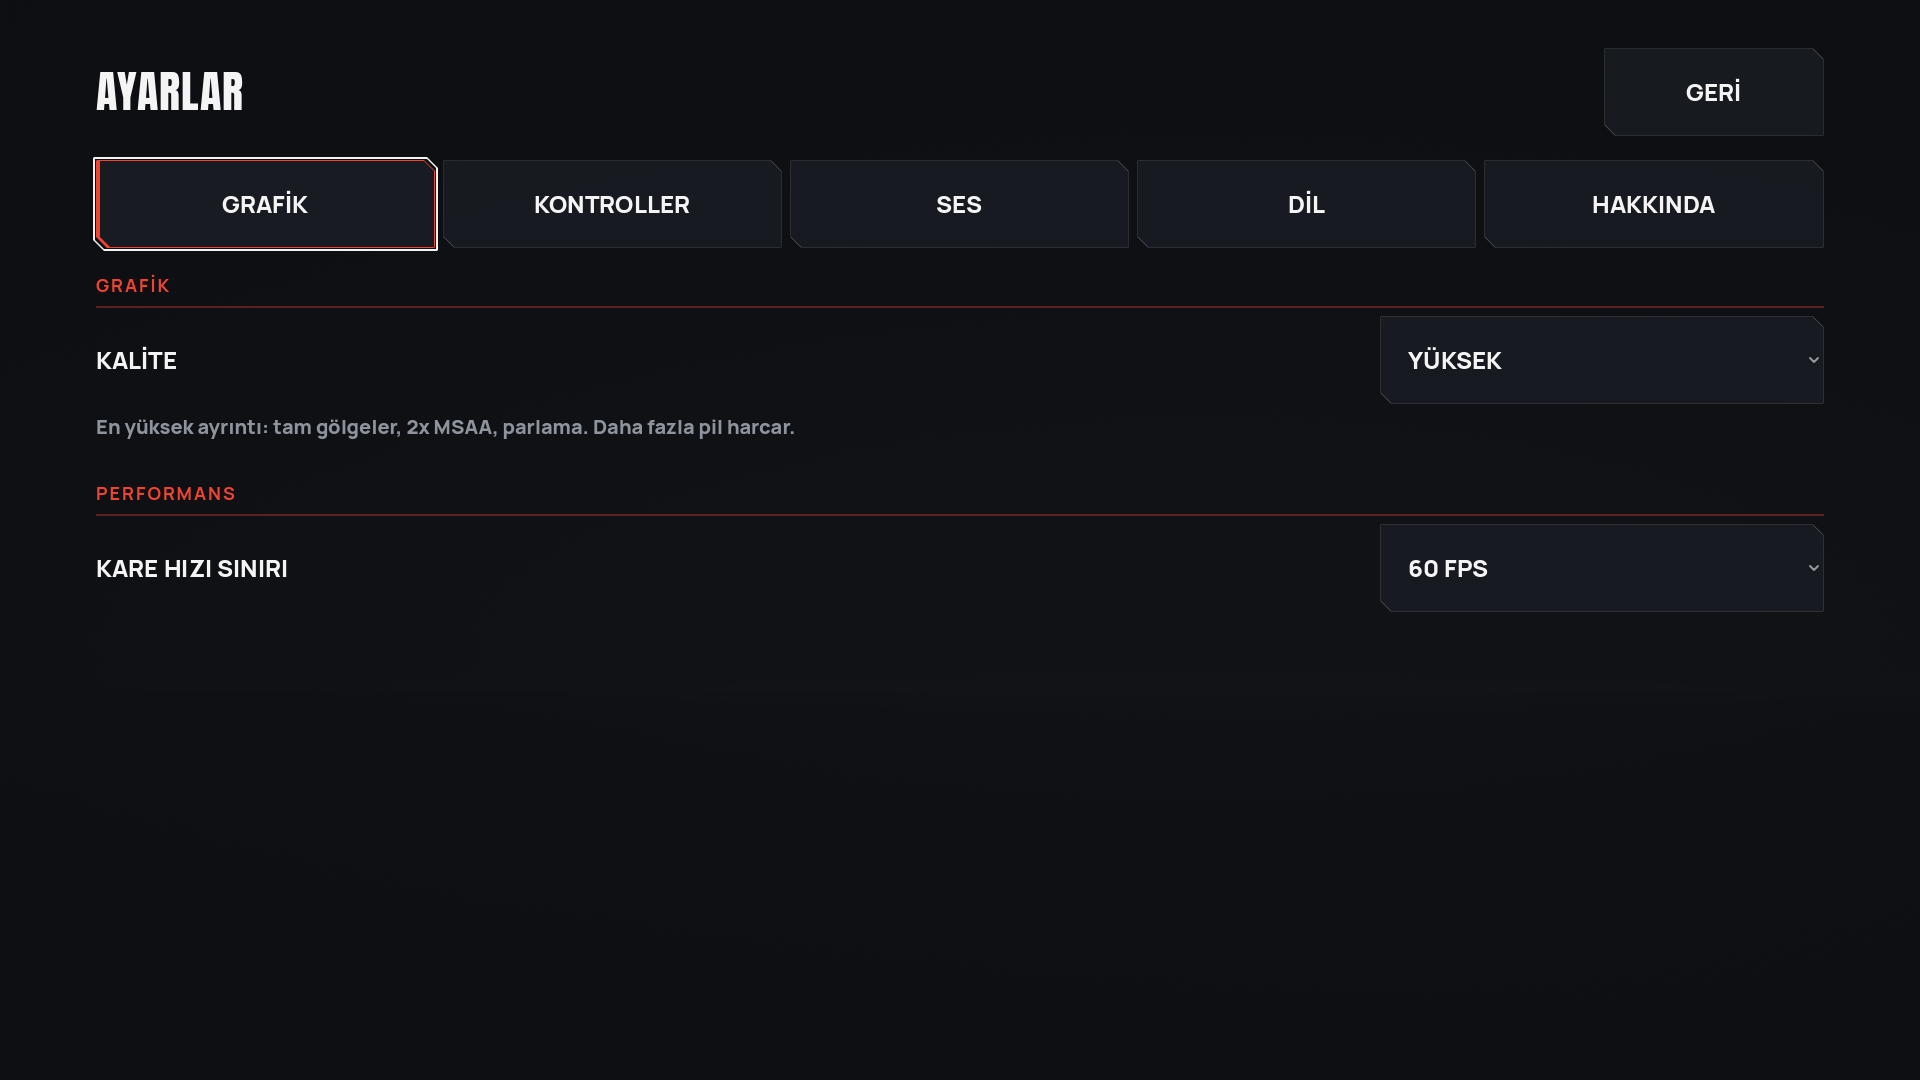 AYARLAR
GERİ
GRAFİK
KONTROLLER
SES
DİL
HAKKINDA
GRAFİK
KALİTE
YÜKSEK
En yüksek ayrıntı: tam gölgeler, 2x MSAA, parlama. Daha fazla pil harcar.
PERFORMANS
KARE HIZI SINIRI
60 FPS